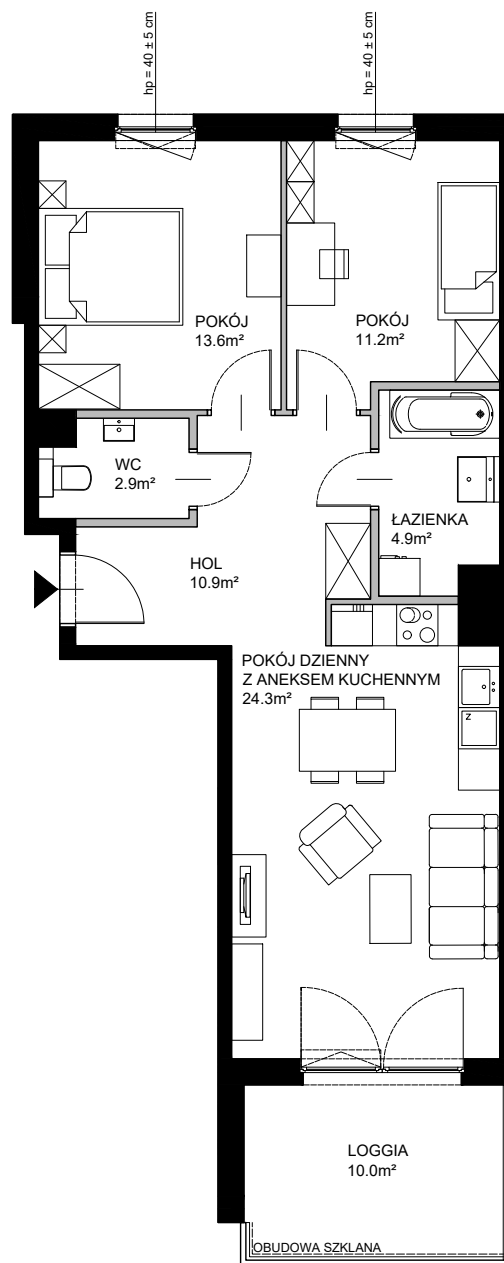 hp = 40 ± 5 cm
hp = 40 ± 5 cm
POKÓJ
13.6m²
POKÓJ
11.2m²
WC
2.9m²
ŁAZIENKA
4.9m²
HOL
10.9m²
POKÓJ DZIENNY
Z ANEKSEM KUCHENNYM
24.3m²
z
LOGGIA
10.0m²
OBUDOWA SZKLANA